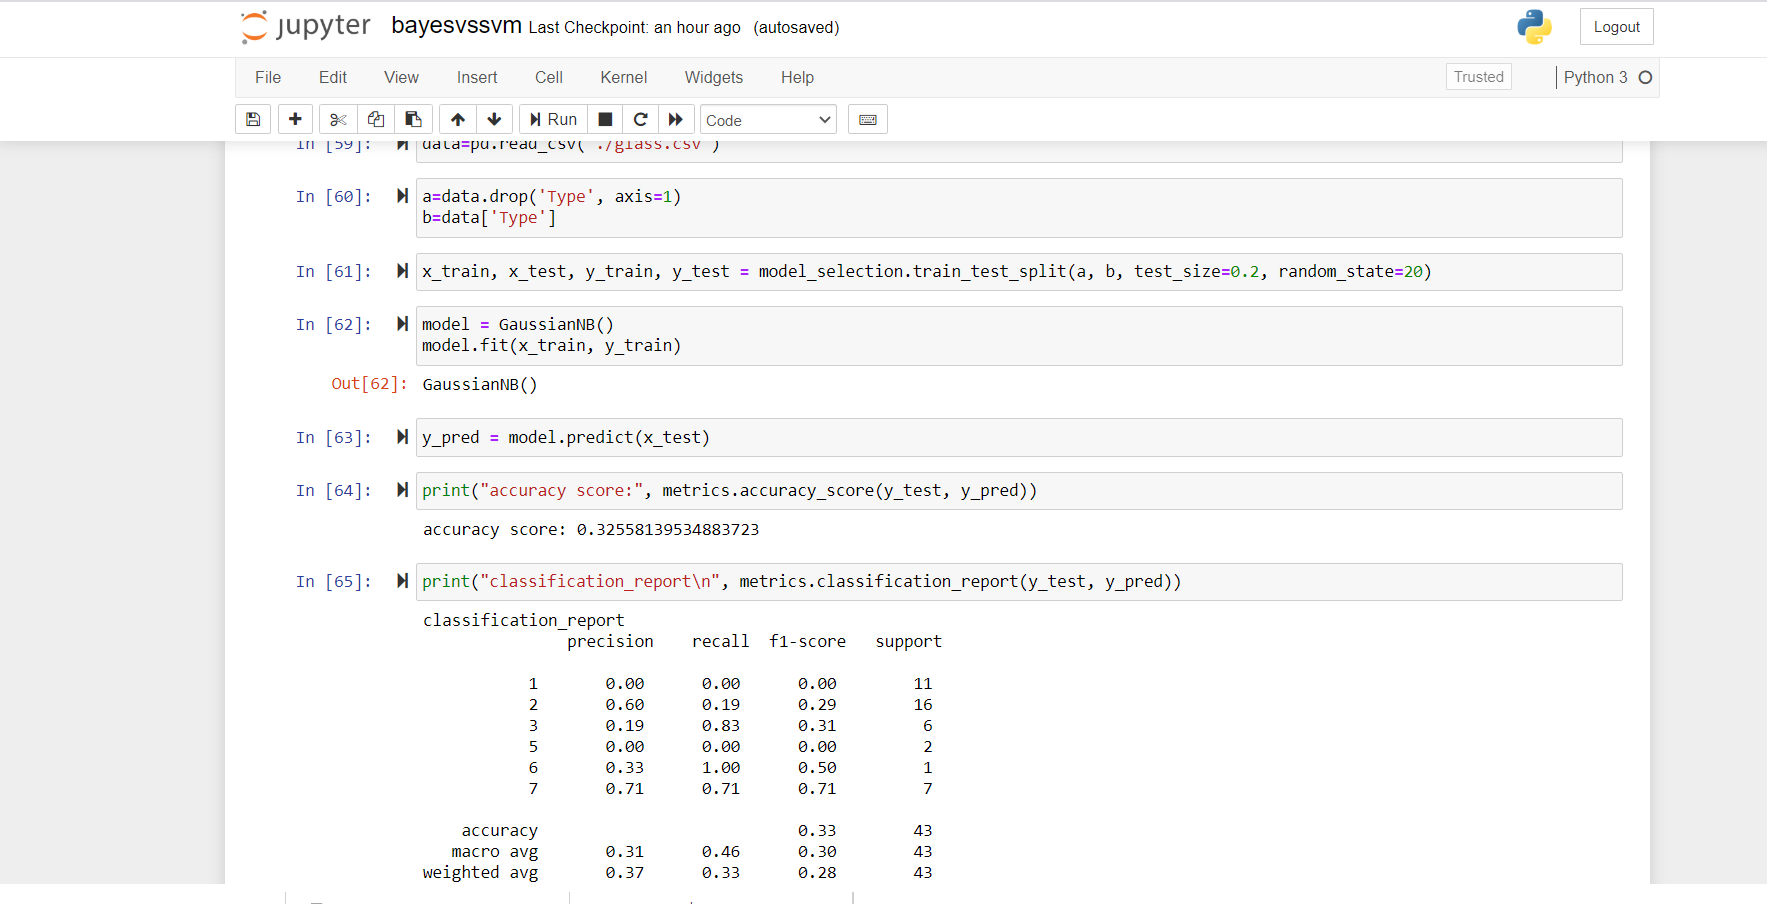 jupyter bayesvssvm Last Checkpoint: an hour ago (autosaved) Logout
File Edit View Insert Cell Kernel Widgets Help Trusted Python 3
Run Code
In [59]: data=pd.read_csv('./glass.csv')
In [60]: a=data.drop('Type', axis=1)
b=data['Type']
In [61]: x_train, x_test, y_train, y_test = model_selection.train_test_split(a, b, test_size=0.2, random_state=20)
In [62]: model = GaussianNB()
model.fit(x_train, y_train)
Out[62]: GaussianNB()
In [63]: y_pred = model.predict(x_test)
In [64]: print("accuracy score:", metrics.accuracy_score(y_test, y_pred))
accuracy score: 0.32558139534883723
In [65]: print("classification_report\n", metrics.classification_report(y_test, y_pred))
classification_report
precision recall f1-score support
1 0.00 0.00 0.00 11
2 0.60 0.19 0.29 16
3 0.19 0.83 0.31 6
5 0.00 0.00 0.00 2
6 0.33 1.00 0.50 1
7 0.71 0.71 0.71 7
accuracy 0.33 43
macro avg 0.31 0.46 0.30 43
weighted avg 0.37 0.33 0.28 43